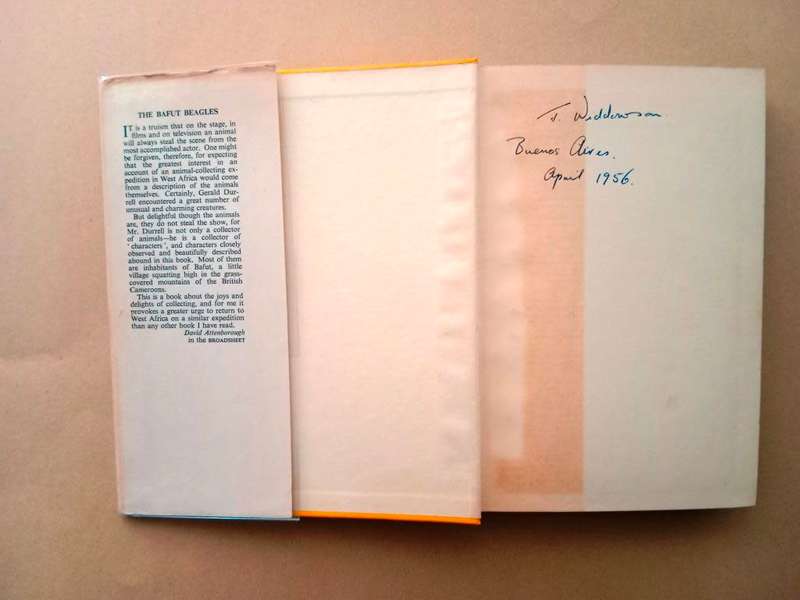 THE BAFUT BEAGLES
IT is a truism that on the stage, in
films and on television an animal
will always steal the scene from the
most accomplished actor. One might
be forgiven, therefore, for expecting
that the greatest interest in an
account of an animal-collecting ex-
pedition in West Africa would come
from a description of the animals
themselves. Certainly, Gerald Dur-
rell encountered a great number of
unusual and charming creatures.
But delightful though the animals
are, they do not steal the show, for
Mr. Durrell is not only a collector
of animals—he is a collector of
'characters', and characters closely
observed and beautifully described
abound in this book. Most of them
are inhabitants of Bafut, a little
village squatting high in the grass-
covered mountains of the British
Cameroons.
This is a book about the joys and
delights of collecting, and for me it
provokes a greater urge to return to
West Africa on a similar expedition
than any other book I have read.
David Attenborough
in the BROADSHEET
Widdowson.
Buenos Aires.
April 1956.